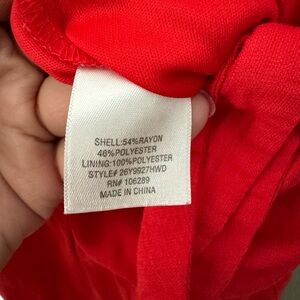 SHELL:54%RAYON
46%POLYESTER
LINING:100%POLYESTER
STYLE# 26Y9927HWD
RN# 106289
MADE IN CHINA